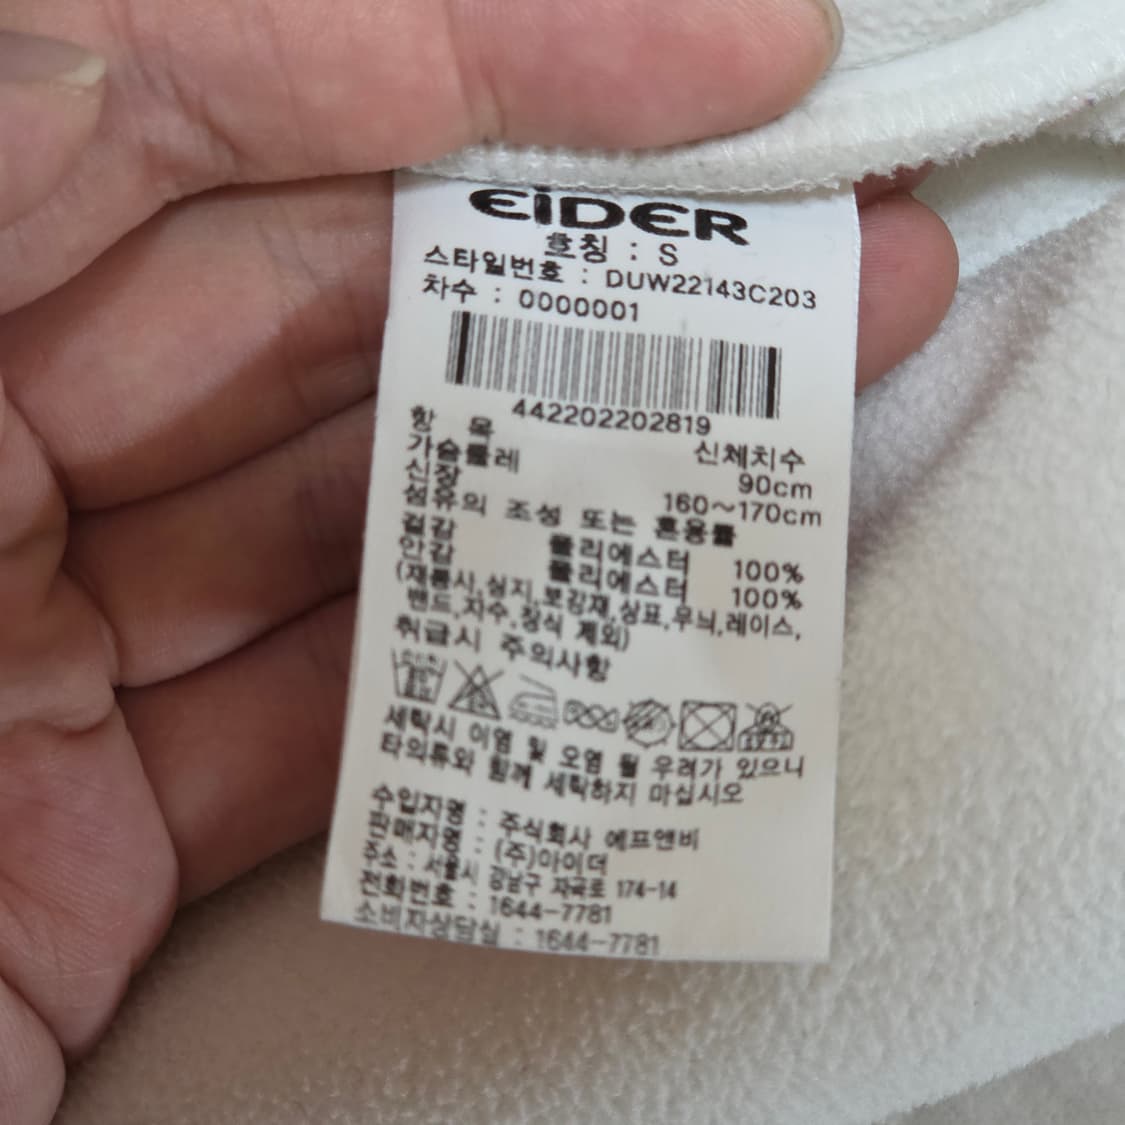 EiDER
호칭 : S
스타일번호 : DUW22143C203
차수 : 0000001
442202202819
항 목 신체치수
가슴둘레 90cm
신장 160~170cm
섬유의 조성 또는 혼용률
겉감 폴리에스터 100%
안감 폴리에스터 100%
(재봉사,심지,보강재,상표,무늬,레이스,
밴드,자수,장식 제외)
취급시 주의사항
세탁시 이염 및 오염 될 우려가 있으니
타의류와 함께 세탁하지 마십시오
수입자명 : 주식회사 에프앤비
판매자명 : (주)아이더
주소 : 서울시 강남구 자곡로 174-14
전화번호 : 1644-7781
소비자상담실 : 1644-7781